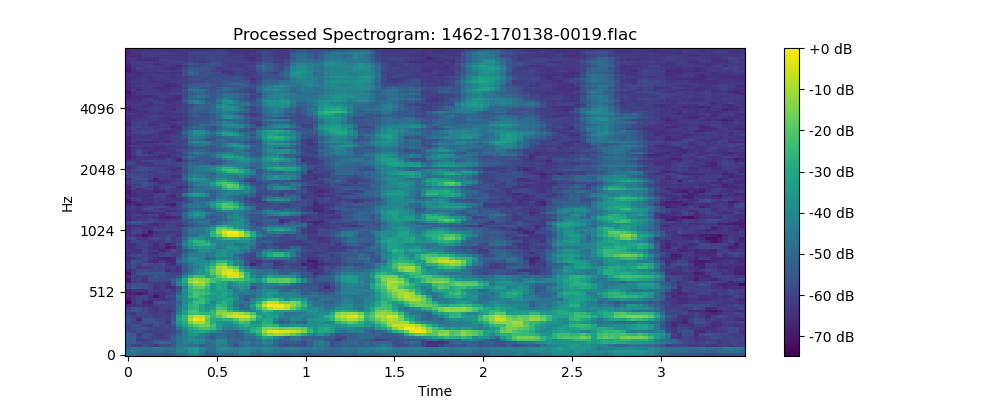 Processed Spectrogram: 1462-170138-0019.flac
Hz
4096
2048
1024
512
0
0 0.5 1 1.5 2 2.5 3
Time
+0 dB
-10 dB
-20 dB
-30 dB
-40 dB
-50 dB
-60 dB
-70 dB